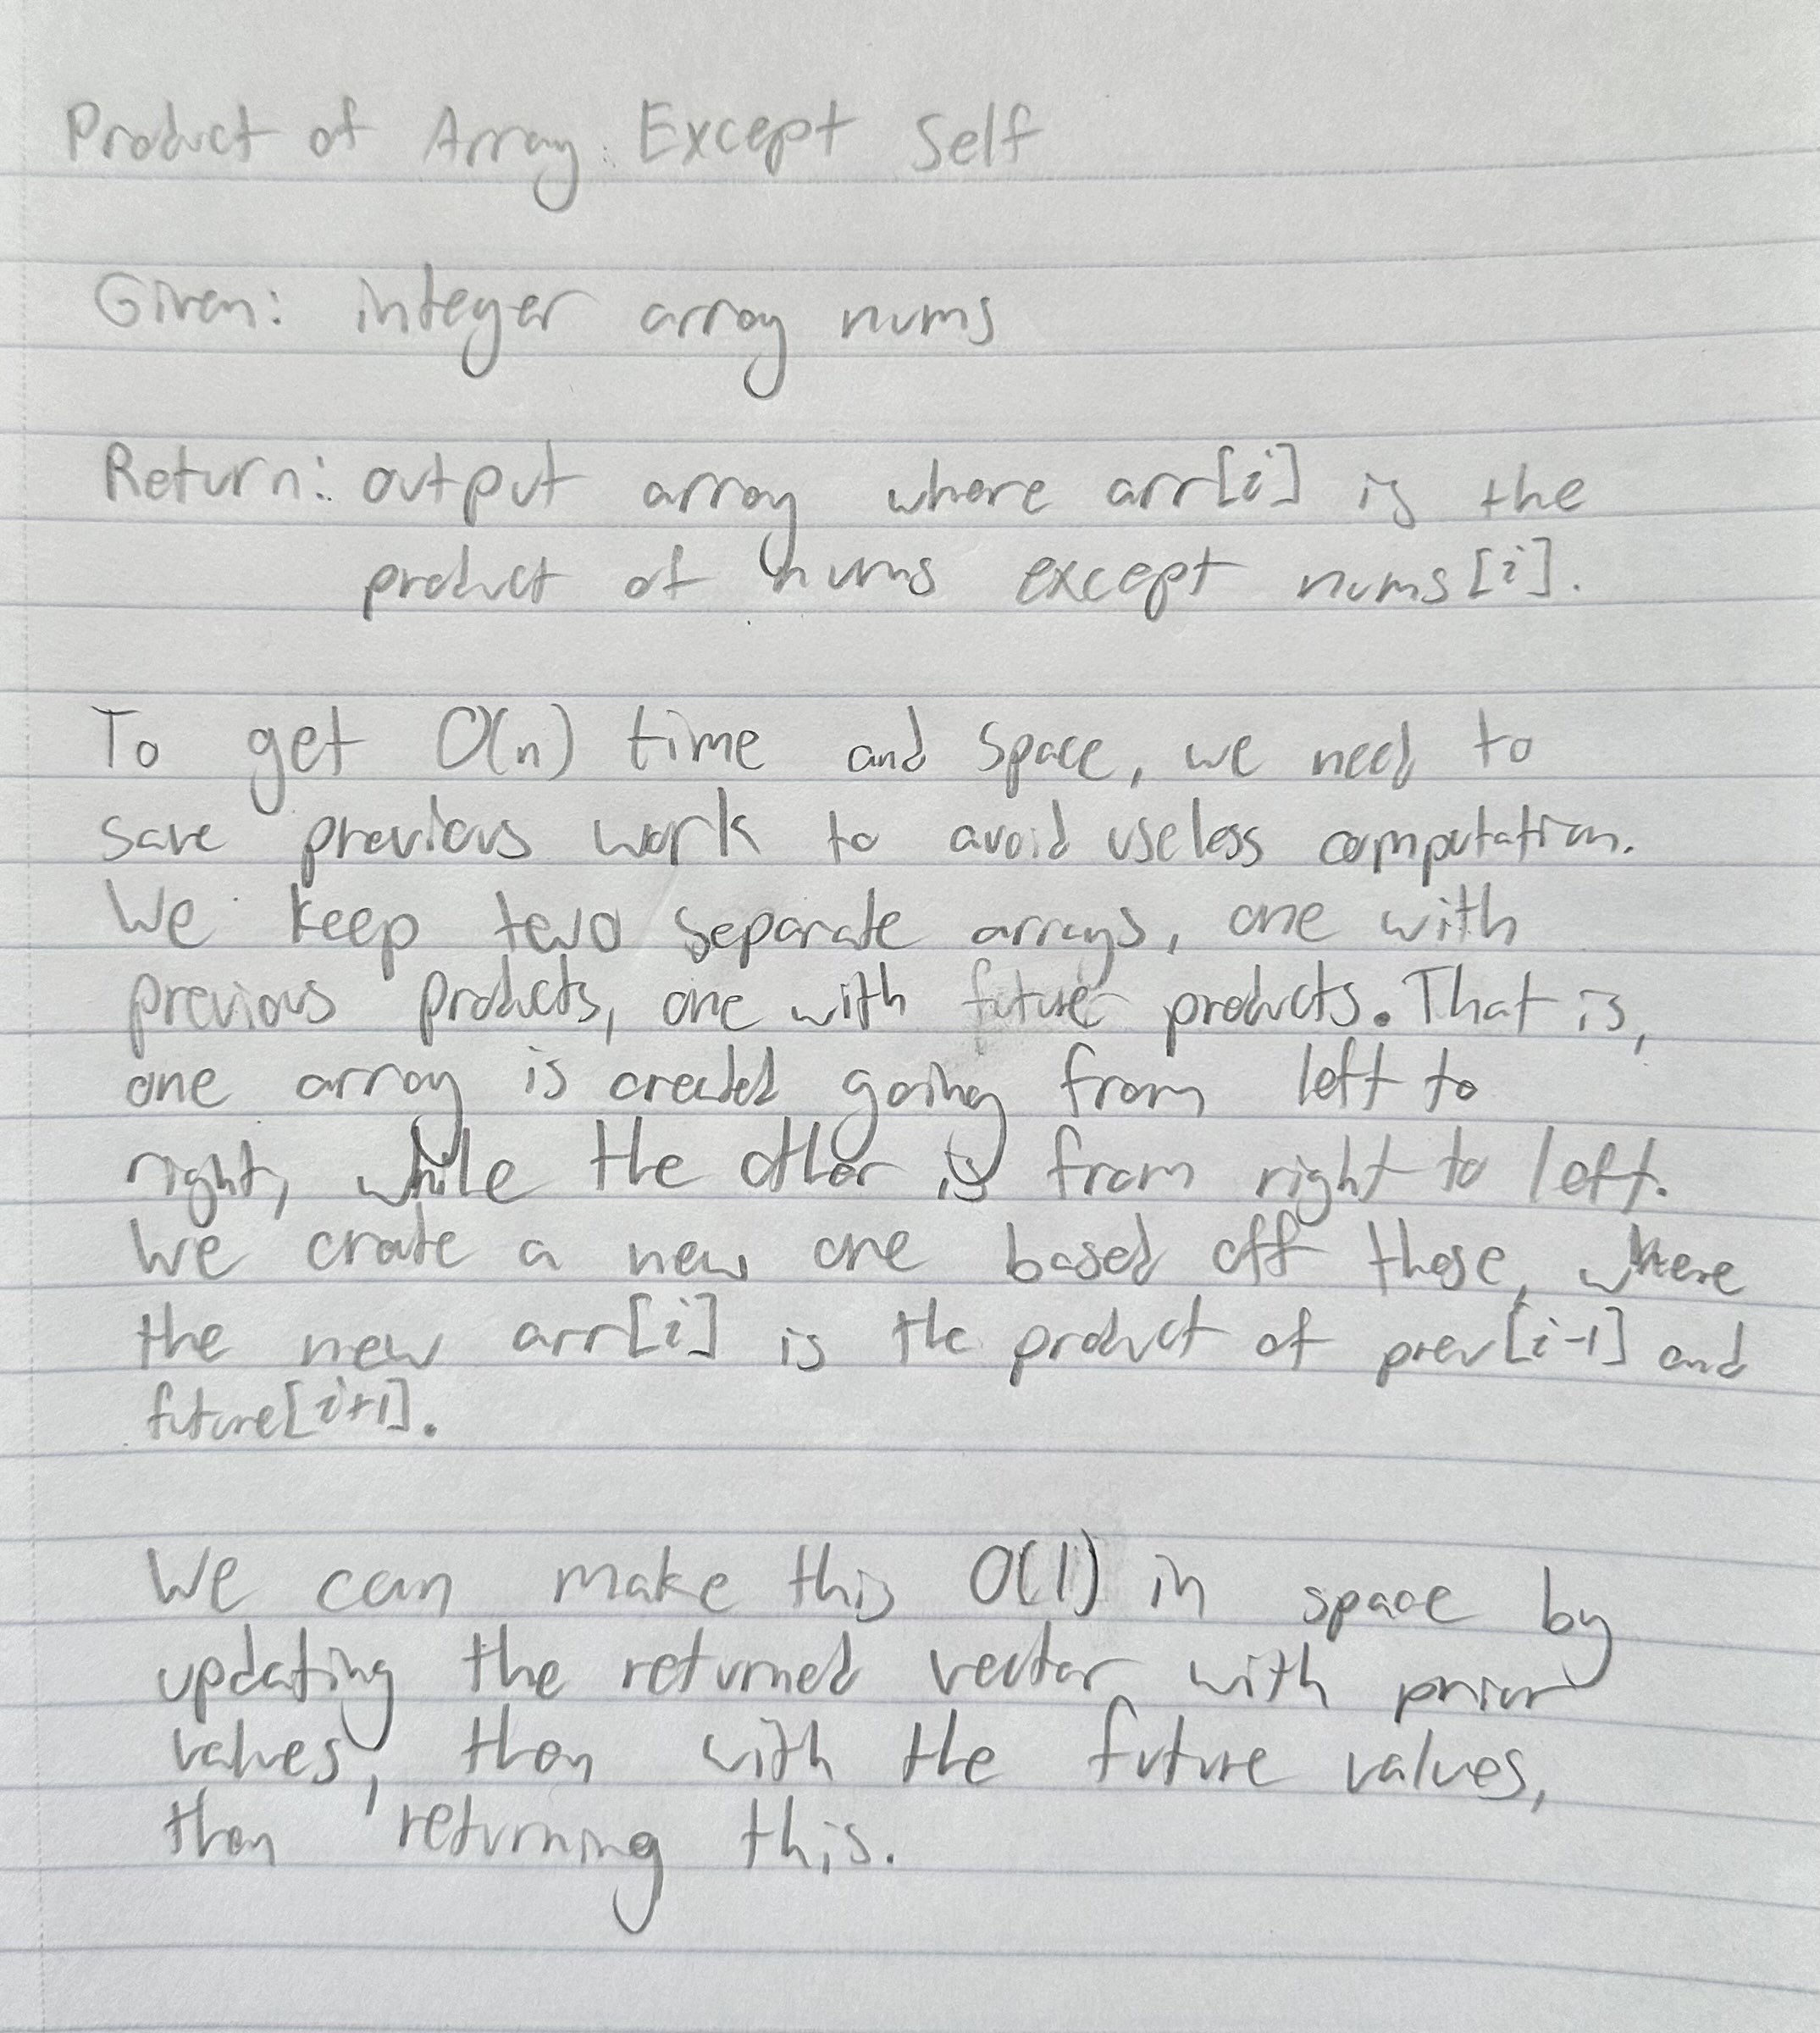 Product of Array Except Self
Given: integer array nums
Return: output array where arr[i] is the
product of nums except nums[i].
To get O(n) time and space, we need to
save previous work to avoid useless computation.
We keep two separate arrays, one with
previous products, one with future products. That is,
one array is created going from left to
right, while the other is from right to left.
We create a new one based off these, where
the new arr[i] is the product of prev[i-1] and
future[i+1].
We can make this O(1) in space by
updating the returned vector with prior
values, then with the future values,
then returning this.